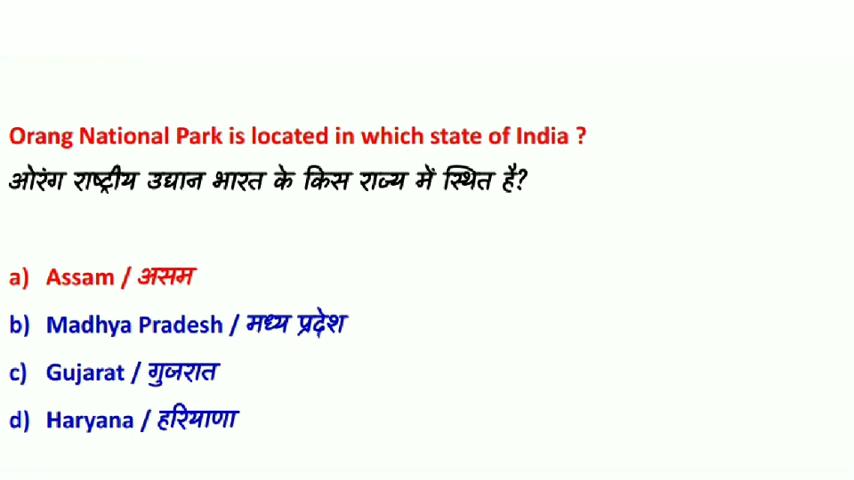 Orang National Park is located in which state of India ?
ओरंग राष्ट्रीय उद्यान भारत के किस राज्य में स्थित है?
a) Assam / असम
b) Madhya Pradesh / मध्य प्रदेश
c) Gujarat / गुजरात
d) Haryana / हरियाणा